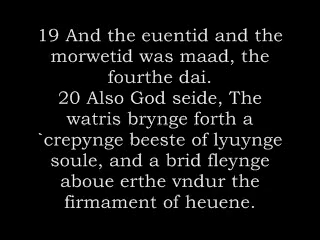 19 And the euentid and the
morwetid was maad, the
fourthe dai.
20 Also God seide, The
watris brynge forth a
`crepynge beeste of lyuynge
soule, and a brid fleynge
aboue erthe vndur the
firmament of heuene.